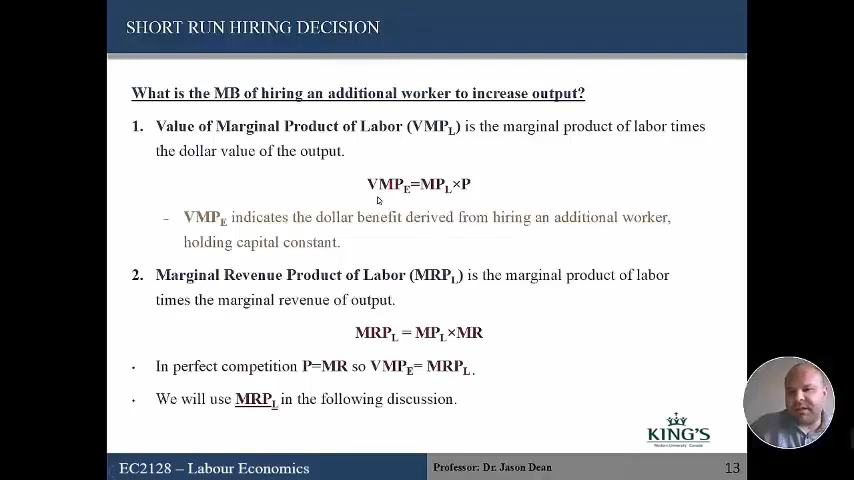 SHORT RUN HIRING DECISION
What is the MB of hiring an additional worker to increase output?
1. Value of Marginal Product of Labor (VMPL) is the marginal product of labor times
the dollar value of the output.
VMPE=MPL×P
– VMPE indicates the dollar benefit derived from hiring an additional worker,
holding capital constant.
2. Marginal Revenue Product of Labor (MRPL) is the marginal product of labor
times the marginal revenue of output.
MRPL = MPL×MR
• In perfect competition P=MR so VMPE= MRPL.
• We will use MRPL in the following discussion.
KING'S
EC2128 – Labour Economics
Professor: Dr. Jason Dean
13